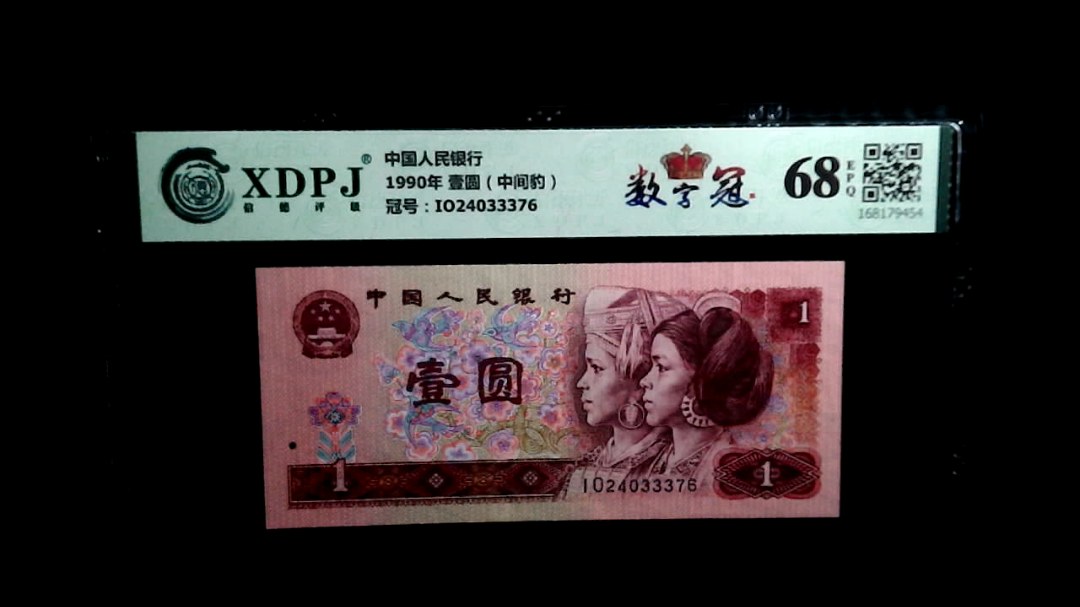 XDPJ®
信德评级
中国人民银行
1990年 壹圆（中间豹）
冠号：IO24033376
数字冠
68
EPQ
168179454
中国人民银行
1
壹圆
1
IO24033376
1